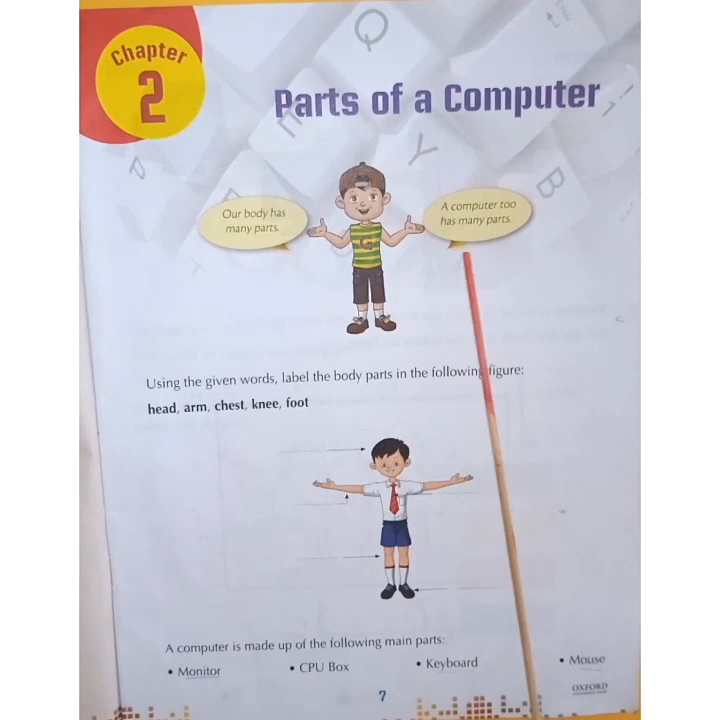 Chapter
2
Parts of a Computer
Our body has
many parts.
A computer too
has many parts.
Using the given words, label the body parts in the following figure:
head, arm, chest, knee, foot
A computer is made up of the following main parts:
• Monitor • CPU Box • Keyboard • Mouse
7
OXFORD